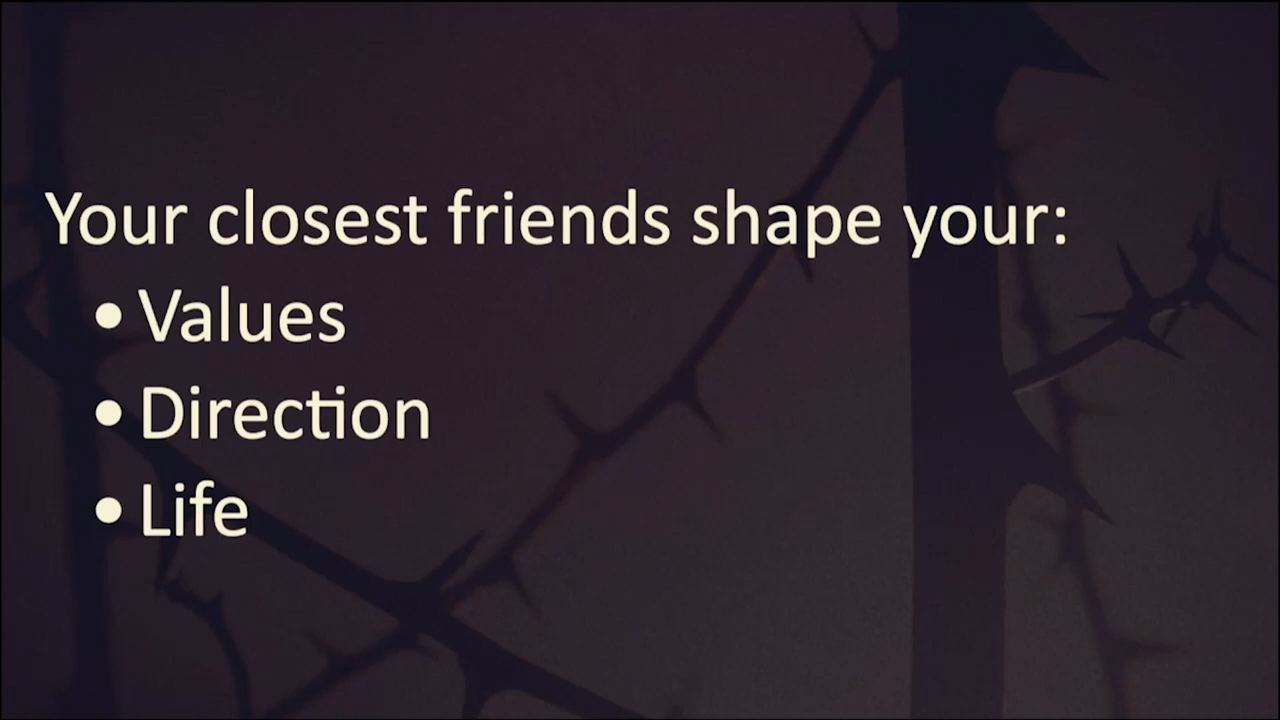 Your closest friends shape your:
• Values
• Direction
• Life